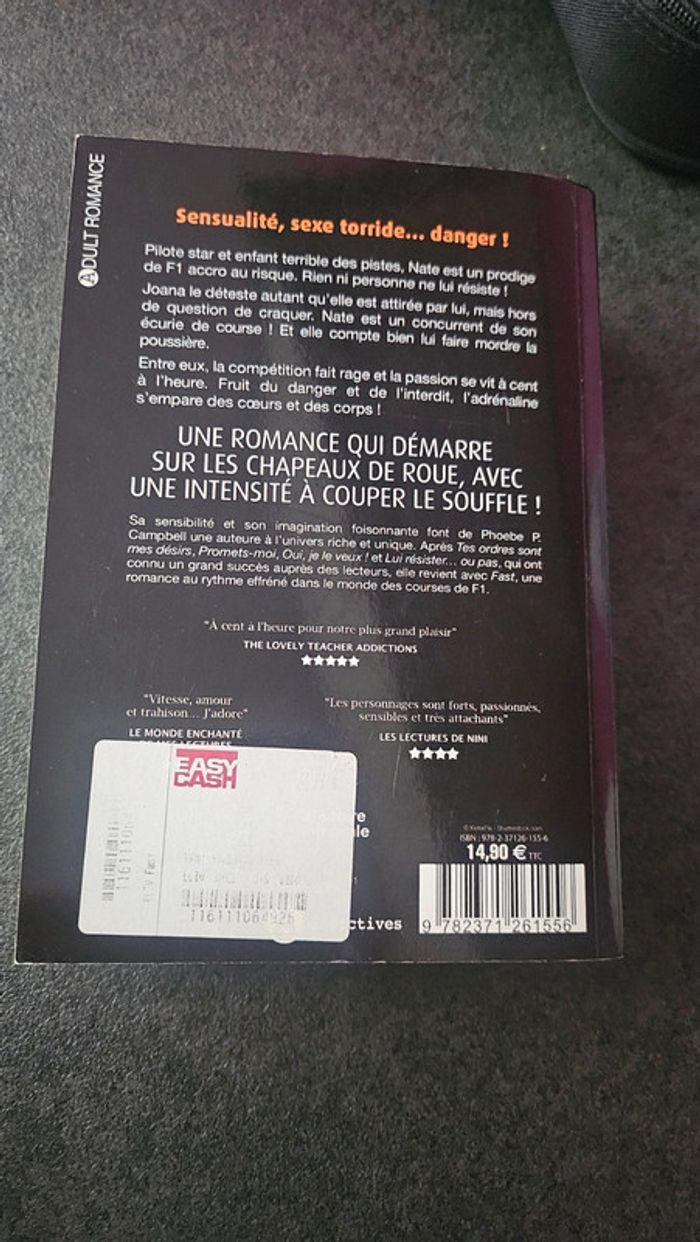 ADULT ROMANCE
Sensualité, sexe torride... danger !
Pilote star et enfant terrible des pistes, Nate est un prodige
de F1 accro au risque. Rien ni personne ne lui résiste !
Joana le déteste autant qu'elle est attirée par lui, mais hors
de question de craquer. Nate est un concurrent de son
écurie de course ! Et elle compte bien lui faire mordre la
poussière.
Entre eux, la compétition fait rage et la passion se vit à cent
à l'heure. Fruit du danger et de l'interdit, l'adrénaline
s'empare des cœurs et des corps !
UNE ROMANCE QUI DÉMARRE
SUR LES CHAPEAUX DE ROUE, AVEC
UNE INTENSITÉ À COUPER LE SOUFFLE !
Sa sensibilité et son imagination foisonnante font de Phoebe P.
Campbell une auteure à l'univers riche et unique. Après Tes ordres sont
mes désirs, Promets-moi, Oui, je le veux ! et Lui résister... ou pas, qui ont
connu un grand succès auprès des lecteurs, elle revient avec Fast, une
romance au rythme effréné dans le monde des courses de F1.
"À cent à l'heure pour notre plus grand plaisir"
THE LOVELY TEACHER ADDICTIONS
"Vitesse, amour
et trahison... J'adore"
LE MONDE ENCHANTÉ
"Les personnages sont forts, passionnés,
sensibles et très attachants"
LES LECTURES DE NINI
EASY
CASH
116111064926
ctives
ISBN : 978-2-37126-155-6
14,90 € TTC
9 782371 261556